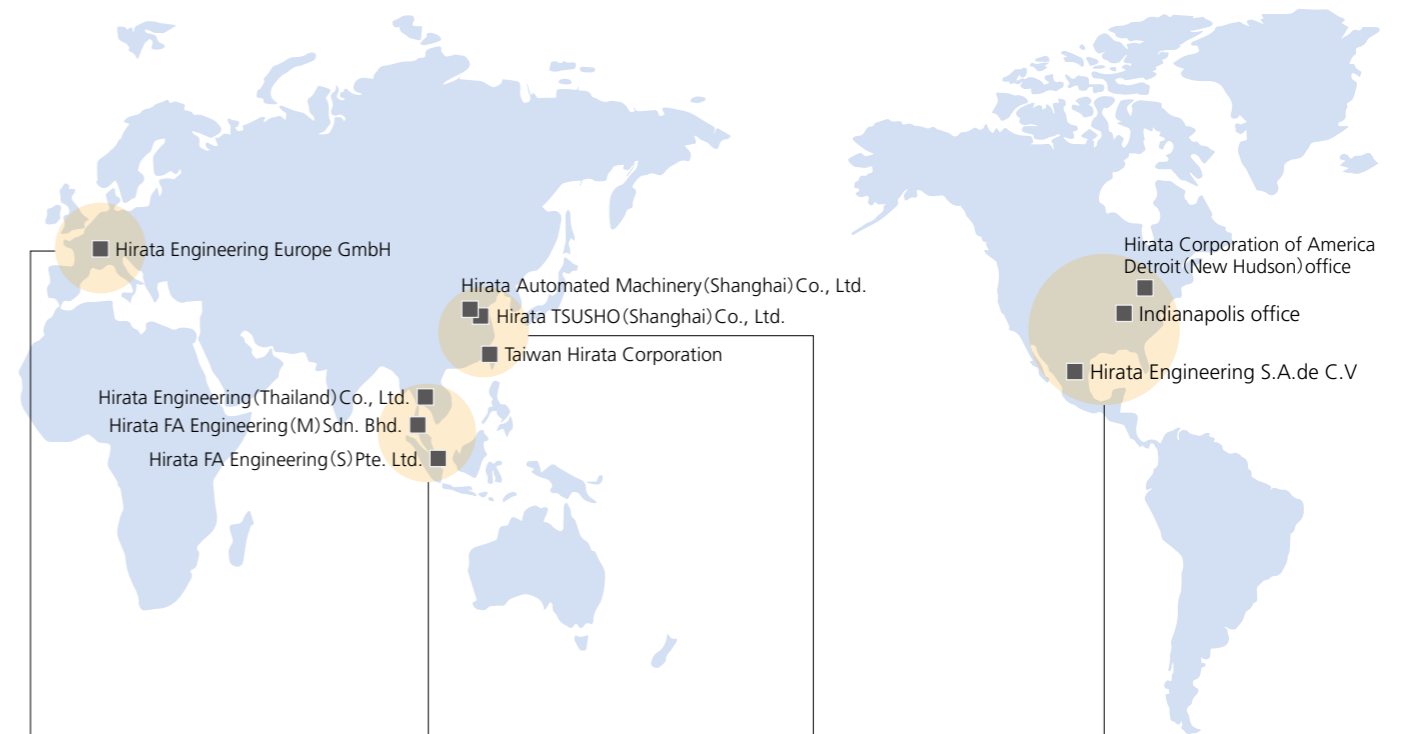 Hirata Engineering Europe GmbH
Hirata Automated Machinery(Shanghai)Co., Ltd.
Hirata TSUSHO(Shanghai)Co., Ltd.
Taiwan Hirata Corporation
Hirata Engineering(Thailand)Co., Ltd.
Hirata FA Engineering(M)Sdn. Bhd.
Hirata FA Engineering(S)Pte. Ltd.
Hirata Corporation of America
Detroit(New Hudson)office
Indianapolis office
Hirata Engineering S.A.de C.V